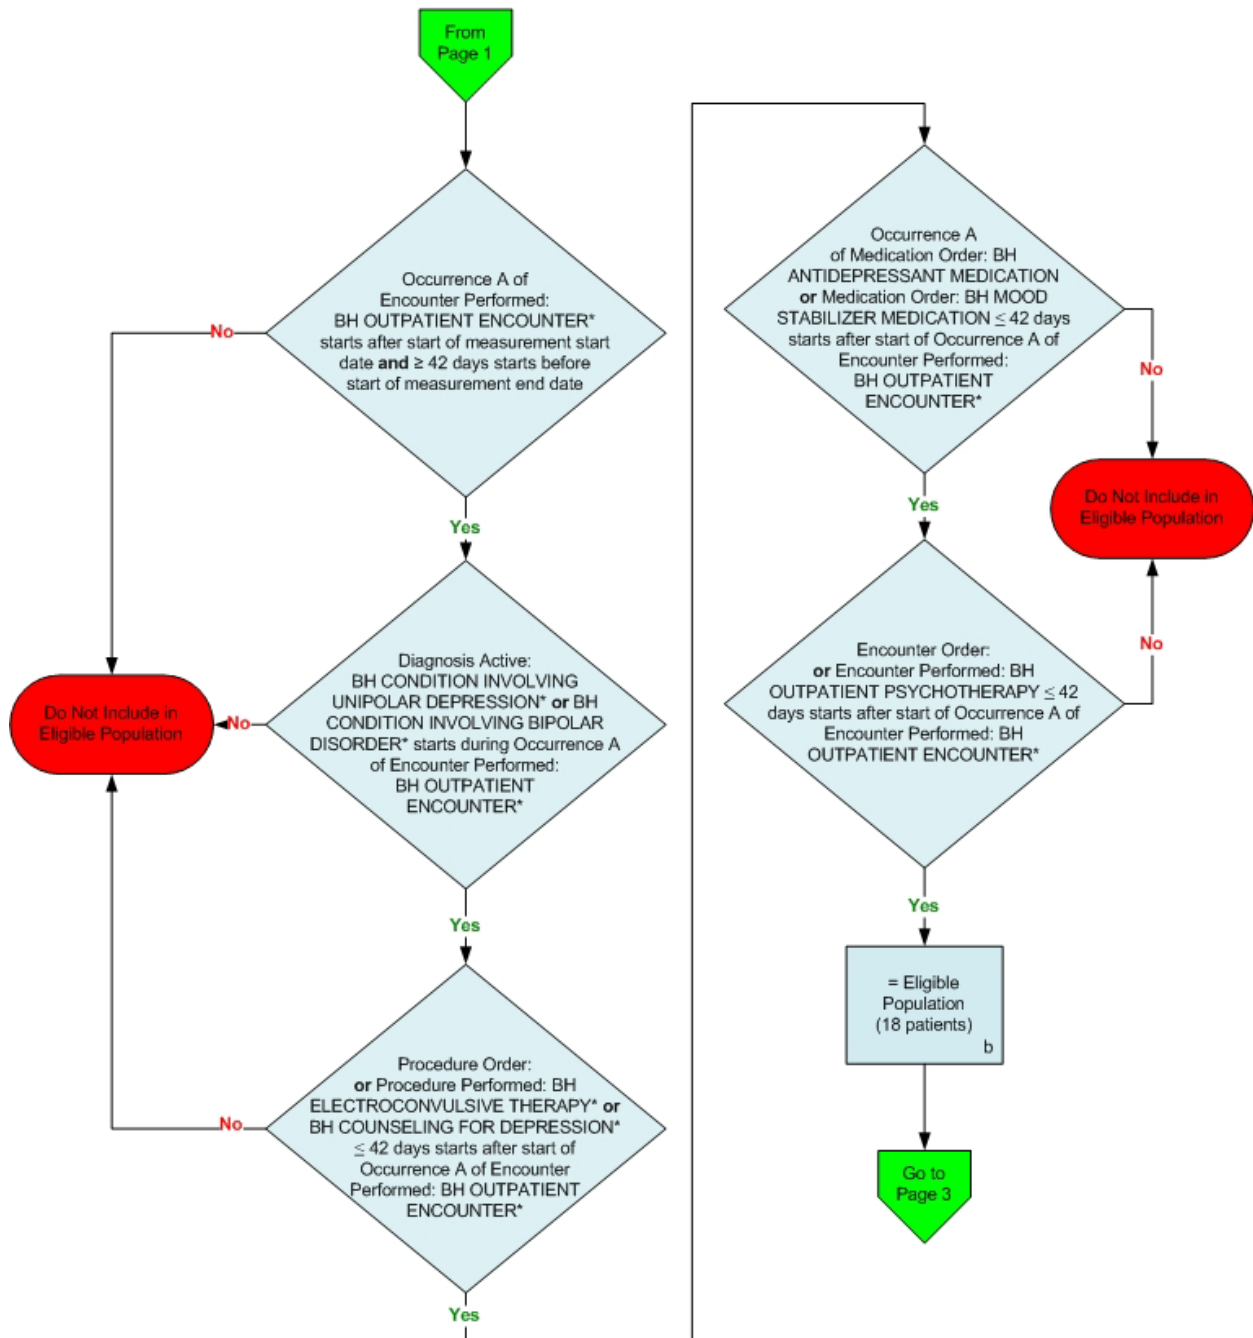 From
Page 1
Occurrence A of
Encounter Performed:
BH OUTPATIENT ENCOUNTER*
starts after start of measurement start
date and ≥ 42 days starts before
start of measurement end date
No
Yes
Diagnosis Active:
BH CONDITION INVOLVING
UNIPOLAR DEPRESSION* or BH
CONDITION INVOLVING BIPOLAR
DISORDER* starts during Occurrence A
of Encounter Performed:
BH OUTPATIENT
ENCOUNTER*
No
Do Not Include in
Eligible Population
Yes
Procedure Order:
or Procedure Performed: BH
ELECTROCONVULSIVE THERAPY* or
BH COUNSELING FOR DEPRESSION*
≤ 42 days starts after start of
Occurrence A of Encounter
Performed: BH OUTPATIENT
ENCOUNTER*
No
Yes
Occurrence A
of Medication Order: BH
ANTIDEPRESSANT MEDICATION
or Medication Order: BH MOOD
STABILIZER MEDICATION ≤ 42 days
starts after start of Occurrence A of
Encounter Performed:
BH OUTPATIENT
ENCOUNTER*
No
Yes
Do Not Include in
Eligible Population
Encounter Order:
or Encounter Performed: BH
OUTPATIENT PSYCHOTHERAPY ≤ 42
days starts after start of Occurrence A of
Encounter Performed: BH
OUTPATIENT ENCOUNTER*
No
Yes
= Eligible
Population
(18 patients)
b
Go to
Page 3